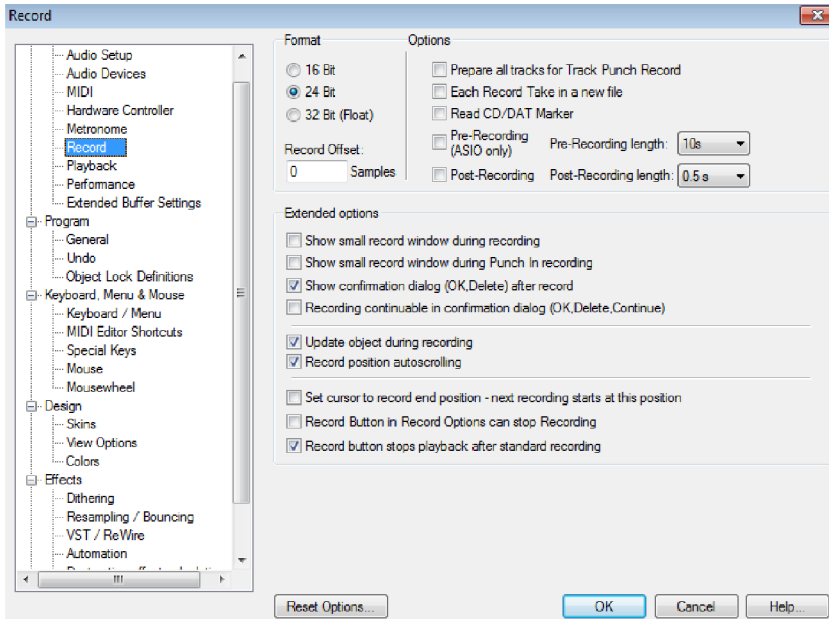 Record
Audio Setup
Audio Devices
MIDI
Hardware Controller
Metronome
Record
Playback
Performance
Extended Buffer Settings
Program
General
Undo
Object Lock Definitions
Keyboard, Menu & Mouse
Keyboard / Menu
MIDI Editor Shortcuts
Special Keys
Mouse
Mousewheel
Design
Skins
View Options
Colors
Effects
Dithering
Resampling / Bouncing
VST / ReWire
Automation
Format
16 Bit
24 Bit
32 Bit (Float)
Record Offset:
0 Samples
Options
Prepare all tracks for Track Punch Record
Each Record Take in a new file
Read CD/DAT Marker
Pre-Recording
(ASIO only)
Pre-Recording length: 10s
Post-Recording Post-Recording length: 0.5 s
Extended options
Show small record window during recording
Show small record window during Punch In recording
Show confirmation dialog (OK,Delete) after record
Recording continuable in confirmation dialog (OK,Delete,Continue)
Update object during recording
Record position autoscrolling
Set cursor to record end position - next recording starts at this position
Record Button in Record Options can stop Recording
Record button stops playback after standard recording
Reset Options...
OK
Cancel
Help...